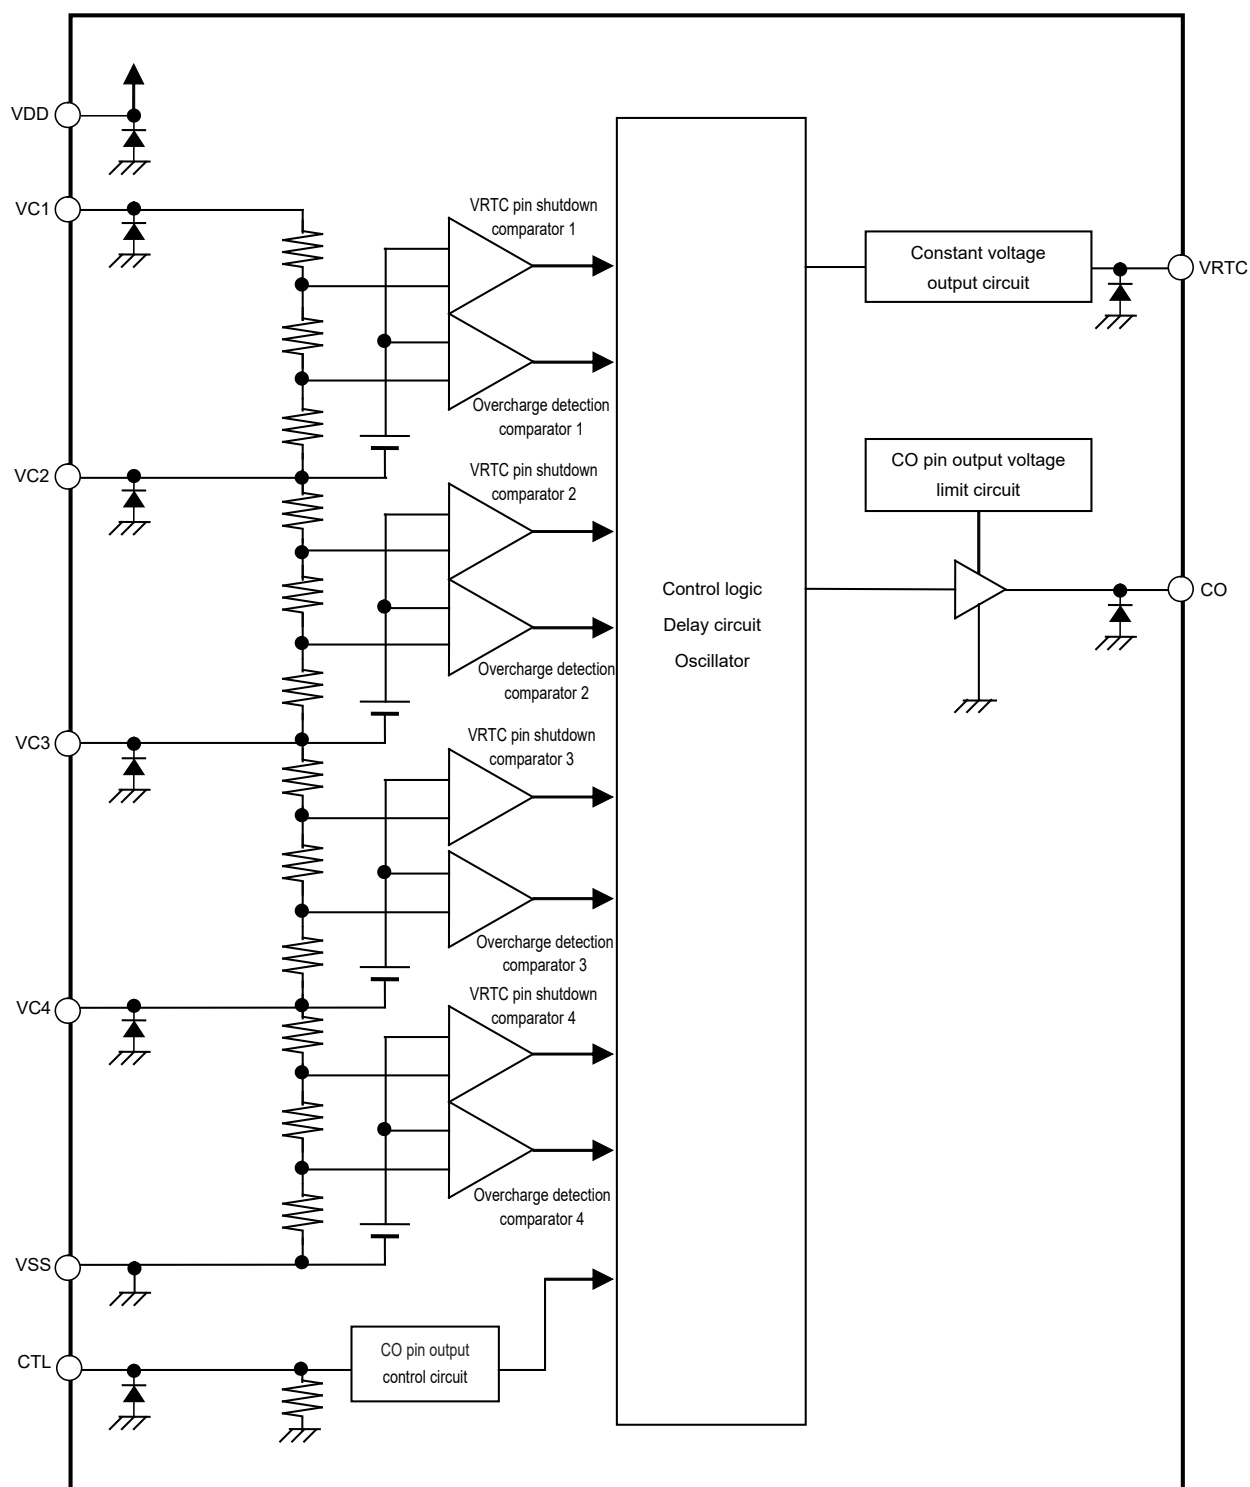 VDD
VC1
VRTC pin shutdown
comparator 1
Constant voltage
output circuit
VRTC
Overcharge detection
comparator 1
VC2
VRTC pin shutdown
comparator 2
CO pin output voltage
limit circuit
Control logic
Delay circuit
Oscillator
CO
Overcharge detection
comparator 2
VC3
VRTC pin shutdown
comparator 3
Overcharge detection
comparator 3
VC4
VRTC pin shutdown
comparator 4
Overcharge detection
comparator 4
VSS
CTL
CO pin output
control circuit